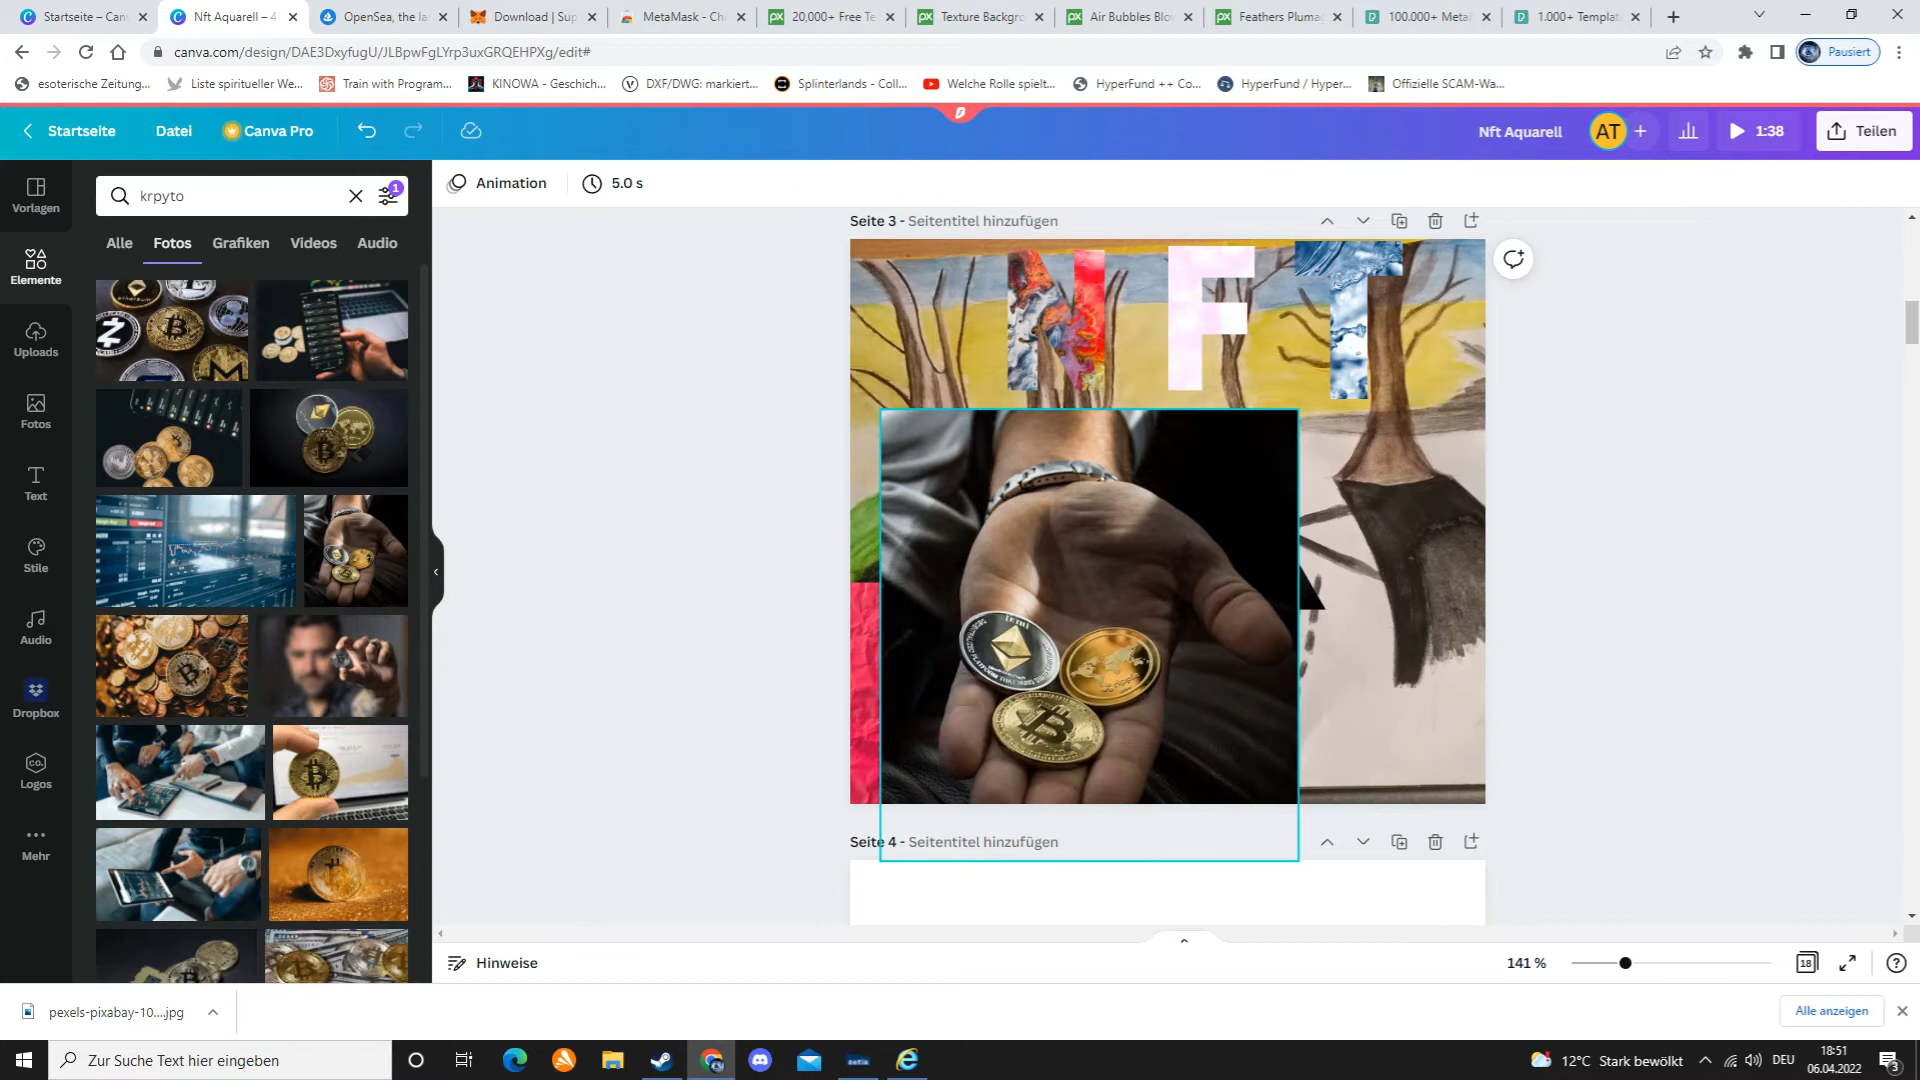 Startseite – Canv
Nft Aquarell – 4
OpenSea, the la
Download | Sup
MetaMask - Chr
20,000+ Free Te
Texture Backgro
Air Bubbles Blo
Feathers Pluma
100.000+ Meta
1.000+ Templat
canva.com/design/DAE3DxyfugU/JLBpwFgLYrp3uxGRQEHPXg/edit#
Pausiert
esoterische Zeitung...
Liste spiritueller We...
Train with Program...
KINOWA - Geschich...
DXF/DWG: markiert...
Splinterlands - Coll...
Welche Rolle spielt...
HyperFund ++ Co...
HyperFund / Hyper...
Offizielle SCAM-Wa...
Startseite
Datei
Canva Pro
Nft Aquarell
AT
1:38
Teilen
Vorlagen
Elemente
Uploads
Fotos
Text
Stile
Audio
Dropbox
Logos
Mehr
krpyto
1
Alle
Fotos
Grafiken
Videos
Audio
Animation
5.0 s
Seite 3 - Seitentitel hinzufügen
N F T
Seite 4 - Seitentitel hinzufügen
Hinweise
141 %
18
pexels-pixabay-10....jpg
Alle anzeigen
Zur Suche Text hier eingeben
12°C Stark bewölkt
DEU
18:51
06.04.2022
3